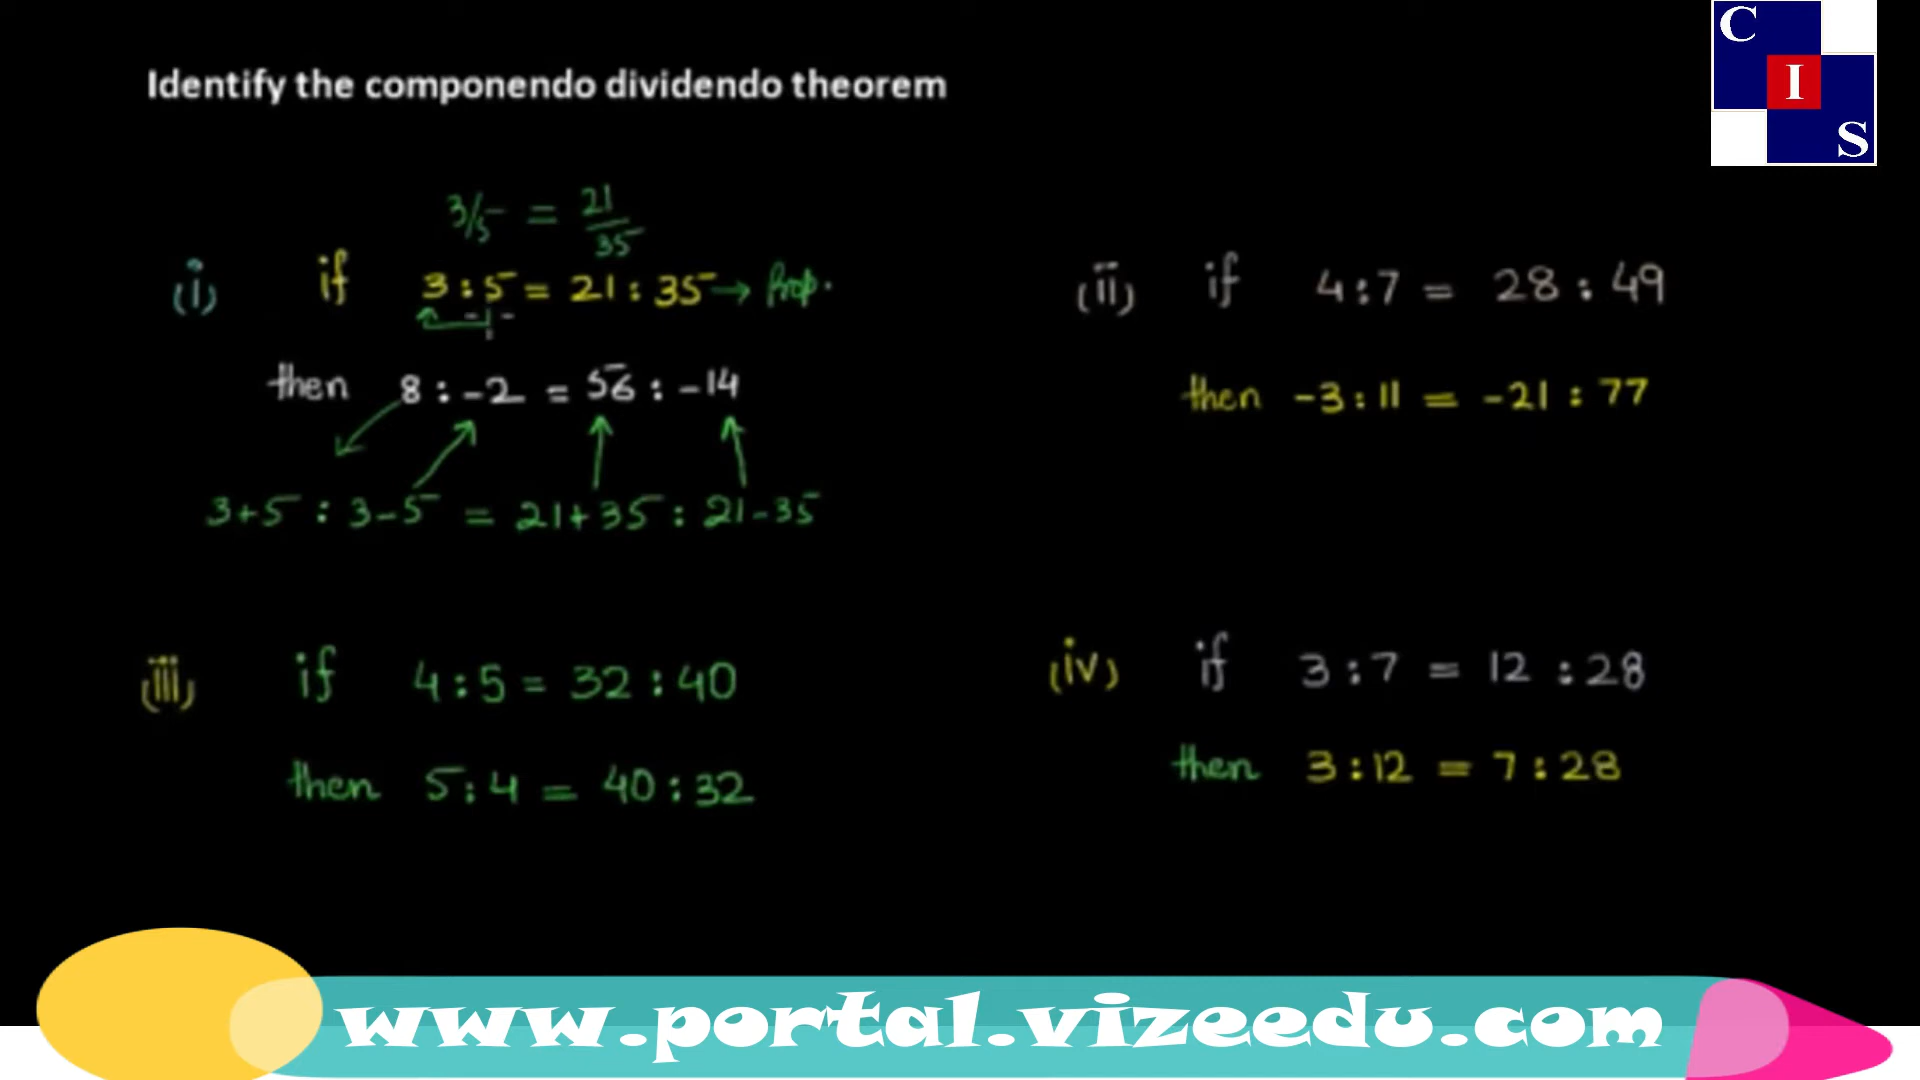 Identify the componendo dividendo theorem
C
I
S
3/5 = 21/35
(i) if 3 : 5 = 21 : 35 → Prop.
then 8 : -2 = 56 : -14
3+5 : 3-5 = 21+35 : 21-35
(ii) if 4 : 7 = 28 : 49
then -3 : 11 = -21 : 77
(iii) if 4 : 5 = 32 : 40
then 5 : 4 = 40 : 32
(iv) if 3 : 7 = 12 : 28
then 3 : 12 = 7 : 28
www.portal.vizeedu.com